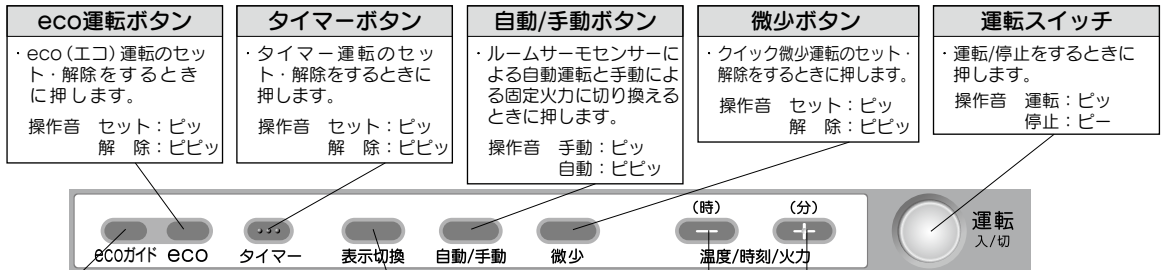 eco運転ボタン
・eco（エコ）運転のセッ
ト・解除をするとき
に押します。
操作音　セット：ピッ
解　除：ピピッ
タイマーボタン
・タイマー運転のセッ
ト・解除をするときに
押します。
操作音　セット：ピッ
解　除：ピピッ
自動/手動ボタン
・ルームサーモセンサーに
よる自動運転と手動によ
る固定火力に切り換える
ときに押します。
操作音　手動：ピッ
自動：ピピッ
微少ボタン
・クイック微少運転のセット・
解除をするときに押します。
操作音　セット：ピッ
解　除：ピピッ
運転スイッチ
・運転/停止をするときに
押します。
操作音　運転：ピッ
停止：ピー
（時）　（分）
ecoガイド　eco　タイマー　表示切換　自動/手動　微少　温度/時刻/火力
運転
入/切